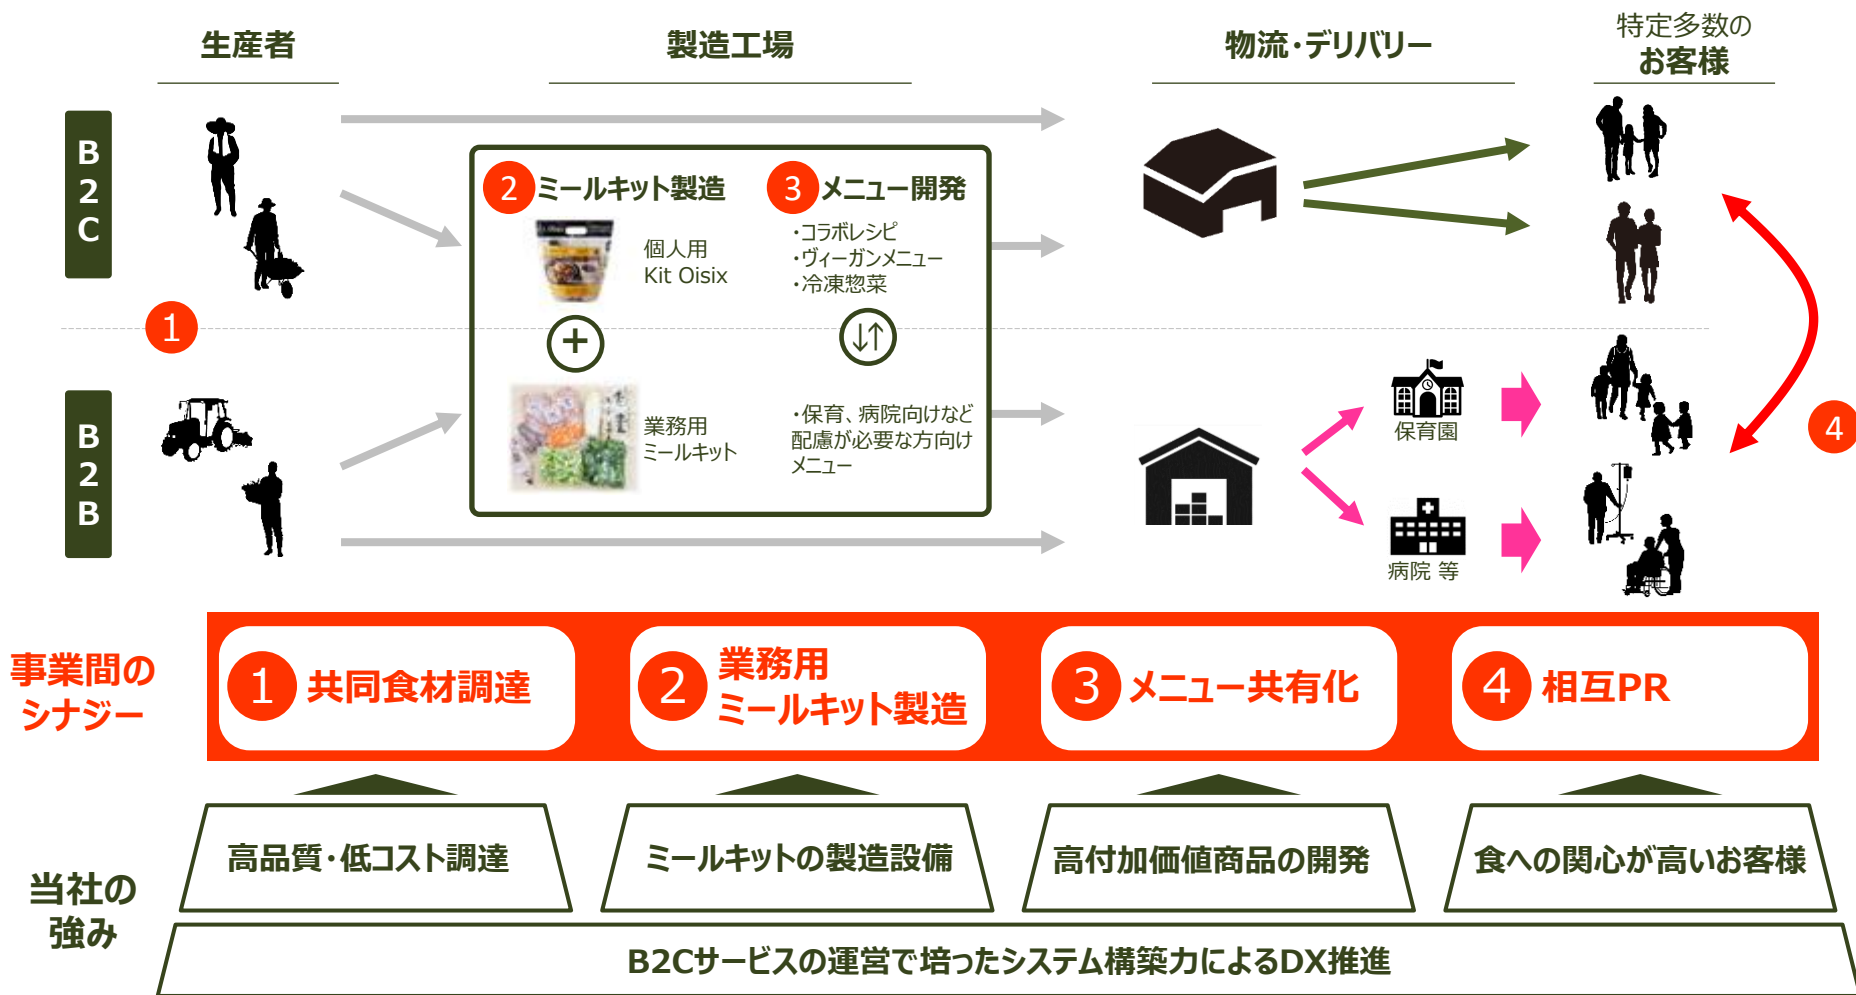 生産者
製造工場
物流・デリバリー
特定多数の
お客様
B
2
C
2 ミールキット製造
個人用
Kit Oisix
+
業務用
ミールキット
3 メニュー開発
・コラボレシピ
・ヴィーガンメニュー
・冷凍惣菜
↓↑
・保育、病院向けなど
配慮が必要な方向け
メニュー
1
B
2
B
保育園
病院 等
4
事業間の
シナジー
1 共同食材調達
2 業務用
ミールキット製造
3 メニュー共有化
4 相互PR
当社の
強み
高品質・低コスト調達
ミールキットの製造設備
高付加価値商品の開発
食への関心が高いお客様
B2Cサービスの運営で培ったシステム構築力によるDX推進